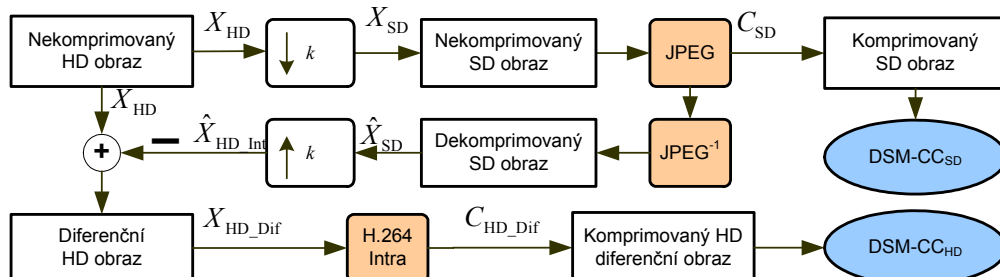 X_HD
X_SD
C_SD
Nekomprimovaný
HD obraz
k
Nekomprimovaný
SD obraz
JPEG
Komprimovaný
SD obraz
X_HD
X̂_HD_Int
X̂_SD
+
−
k
Dekomprimovaný
SD obraz
JPEG⁻¹
DSM-CC_SD
X_HD_Dif
C_HD_Dif
Diferenční
HD obraz
H.264
Intra
Komprimovaný HD
diferenční obraz
DSM-CC_HD